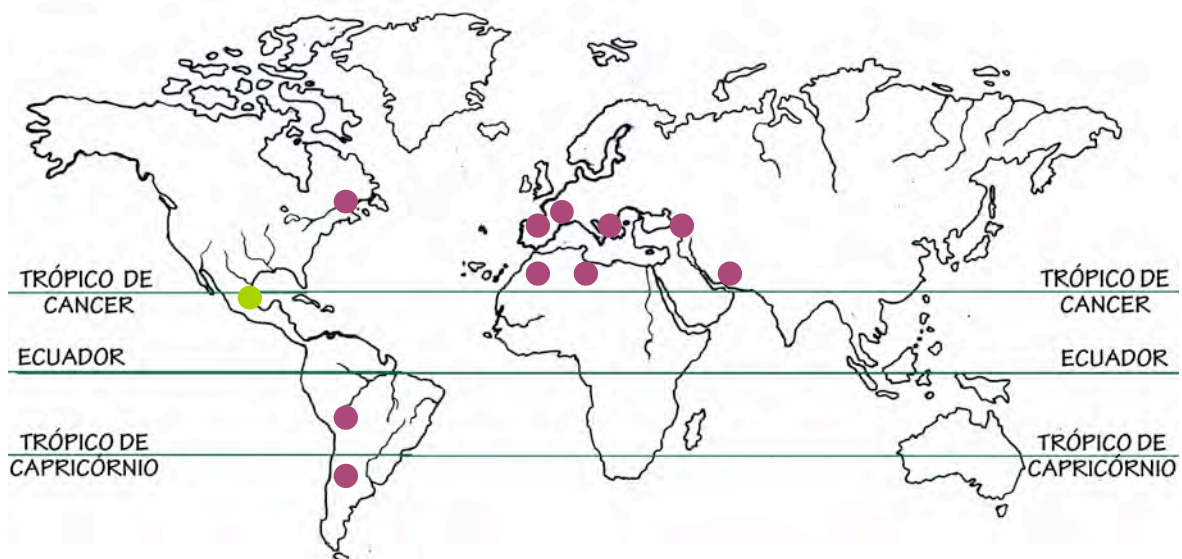 TRÓPICO DE
CANCER
TRÓPICO DE
CANCER
ECUADOR
ECUADOR
TRÓPICO DE
CAPRICÓRNIO
TRÓPICO DE
CAPRICÓRNIO